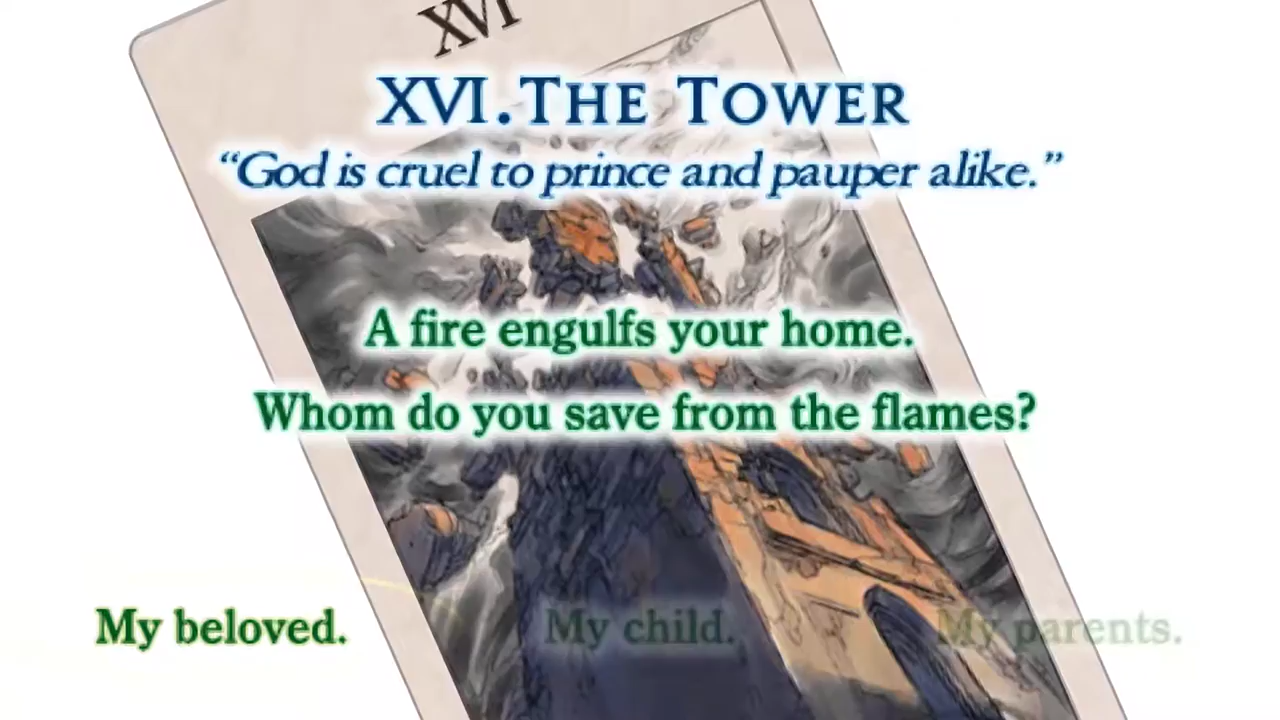 XVI
XVI. THE TOWER
“God is cruel to prince and pauper alike.”
A fire engulfs your home.
Whom do you save from the flames?
My beloved. My child. My parents.